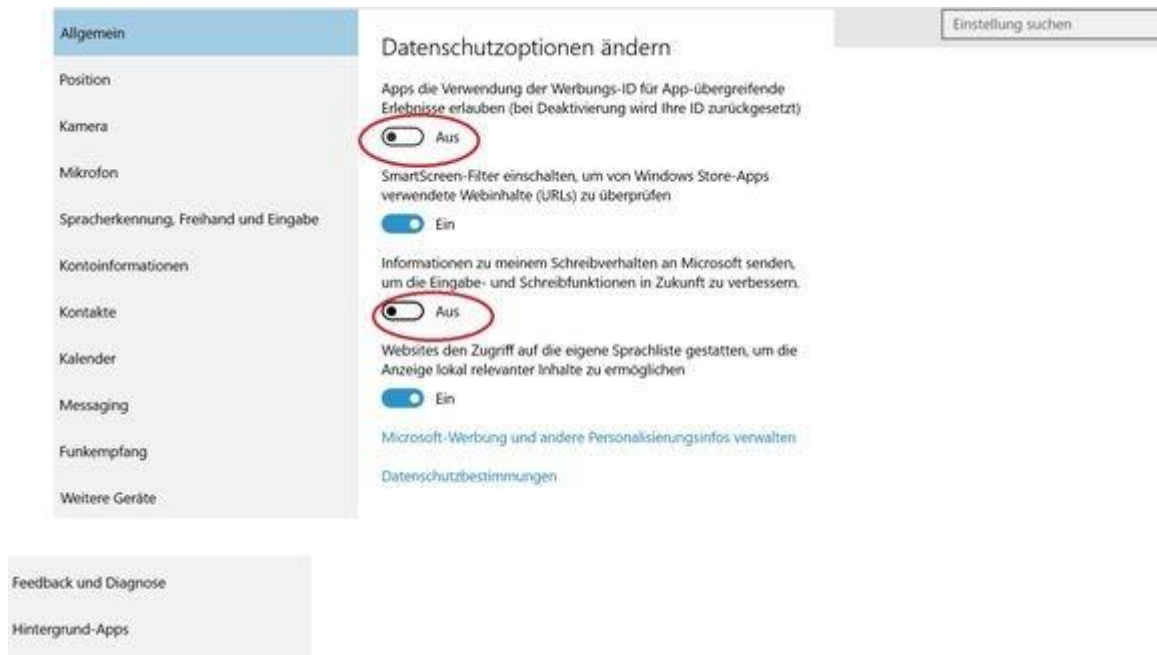 Allgemein
Position
Kamera
Mikrofon
Spracherkennung, Freihand und Eingabe
Kontoinformationen
Kontakte
Kalender
Messaging
Funkempfang
Weitere Geräte
Feedback und Diagnose
Hintergrund-Apps
Datenschutzoptionen ändern
Apps die Verwendung der Werbungs-ID für App-übergreifende
Erlebnisse erlauben (bei Deaktivierung wird Ihre ID zurückgesetzt)
Aus
SmartScreen-Filter einschalten, um von Windows Store-Apps
verwendete Webinhalte (URLs) zu überprüfen
Ein
Informationen zu meinem Schreibverhalten an Microsoft senden,
um die Eingabe- und Schreibfunktionen in Zukunft zu verbessern.
Aus
Websites den Zugriff auf die eigene Sprachliste gestatten, um die
Anzeige lokal relevanter Inhalte zu ermöglichen
Ein
Microsoft-Werbung und andere Personalisierungsinfos verwalten
Datenschutzbestimmungen
Einstellung suchen